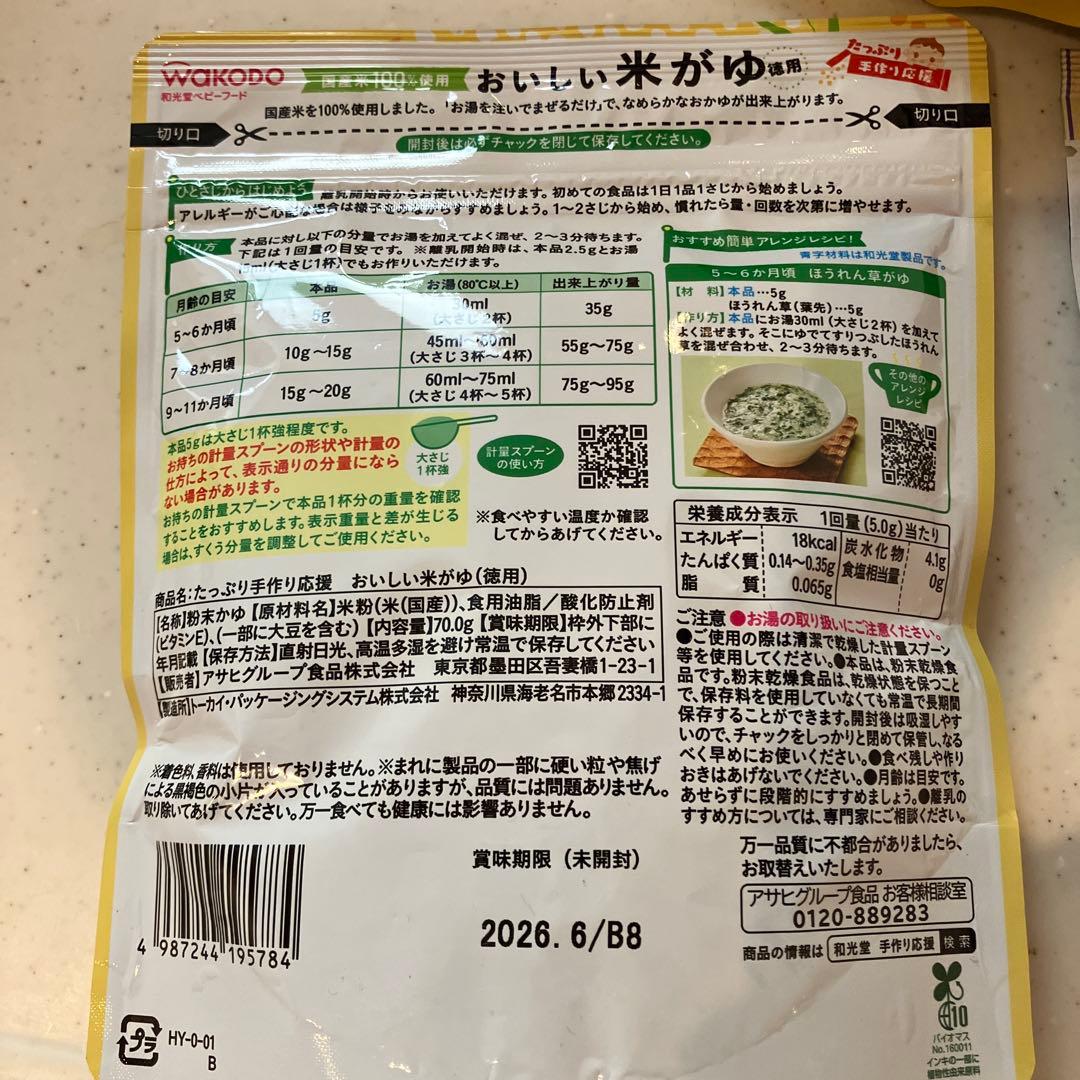 WAKODO
和光堂ベビーフード
国産米100%使用
おいしい米がゆ 徳用
たっぷり
手作り応援
国産米を100%使用しました。「お湯を注いでまぜるだけ」で、なめらかなおかゆが出来上がります。
切り口
切り口
開封後は必ずチャックを閉じて保存してください。
ひとさじからはじめよう 離乳開始時からお使いいただけます。初めての食品は1日1品1さじから始めましょう。
アレルギーがご心配な場合は様子をみながらすすめましょう。1～2さじから始め、慣れたら量・回数を次第に増やせます。
作り方 本品に対し以下の分量でお湯を加えてよく混ぜ、2～3分待ちます。
下記は1回量の目安です。※離乳開始時は、本品2.5gとお湯
15ml(大さじ1杯)でもお作りいただけます。
月齢の目安 本品 お湯(80℃以上) 出来上がり量
5～6か月頃 5g 30ml(大さじ2杯) 35g
7～8か月頃 10g～15g 45ml～60ml(大さじ3杯～4杯) 55g～75g
9～11か月頃 15g～20g 60ml～75ml(大さじ4杯～5杯) 75g～95g
本品5gは大さじ1杯強程度です。
お持ちの計量スプーンの形状や計量の
仕方によって、表示通りの分量になら
ない場合があります。
お持ちの計量スプーンで本品1杯分の重量を確認
することをおすすめします。表示重量と差が生じる
場合は、すくう分量を調整してご使用ください。
大さじ
1杯強
計量スプーン
の使い方
※食べやすい温度か確認
してからあげてください。
おすすめ簡単アレンジレシピ!
青字材料は和光堂製品です。
5～6か月頃 ほうれん草がゆ
【材 料】本品…5g
ほうれん草(葉先)…5g
【作り方】本品にお湯30ml(大さじ2杯)を加えて
よく混ぜます。そこにゆでてすりつぶしたほうれん
草を混ぜ合わせ、2～3分待ちます。
その他の
アレンジ
レシピ
栄養成分表示 1回量(5.0g)当たり
エネルギー 18kcal 炭水化物 4.1g
たんぱく質 0.14～0.35g 食塩相当量 0g
脂 質 0.065g
商品名:たっぷり手作り応援 おいしい米がゆ(徳用)
【名称】粉末かゆ【原材料名】米粉(米(国産))、食用油脂/酸化防止剤
(ビタミンE)、(一部に大豆を含む)【内容量】70.0g【賞味期限】枠外下部に
年月記載【保存方法】直射日光、高温多湿を避け常温で保存してください
【販売者】アサヒグループ食品株式会社 東京都墨田区吾妻橋1-23-1
【製造所】トーカイ・パッケージングシステム株式会社 神奈川県海老名市本郷2334-1
※着色料、香料は使用しておりません。※まれに製品の一部に硬い粒や焦げ
による黒褐色の小片が入っていることがありますが、品質には問題ありません。
取り除いてあげてください。万一食べても健康には影響ありません。
ご注意 ●お湯の取り扱いにご注意ください。
●ご使用の際は清潔で乾燥した計量スプーン
等を使用してください。●本品は、粉末乾燥食
品です。粉末乾燥食品は、乾燥状態を保つこと
で、保存料を使用していなくても常温で長期間
保存することができます。開封後は吸湿しやす
いので、チャックをしっかりと閉めて保管し、なる
べく早めにお使いください。●食べ残しや作り
おきはあげないでください。●月齢は目安です。
あせらずに段階的にすすめましょう。●離乳の
すすめ方については、専門家にご相談ください。
万一品質に不都合がありましたら、
お取替えいたします。
アサヒグループ食品 お客様相談室
0120-889283
商品の情報は 和光堂 手作り応援 検索
賞味期限(未開封)
2026. 6/B8
4 987244 195784
プラ
HY-0-01
B
10
バイオマス
No.160011
インキの一部に
植物性由来原料